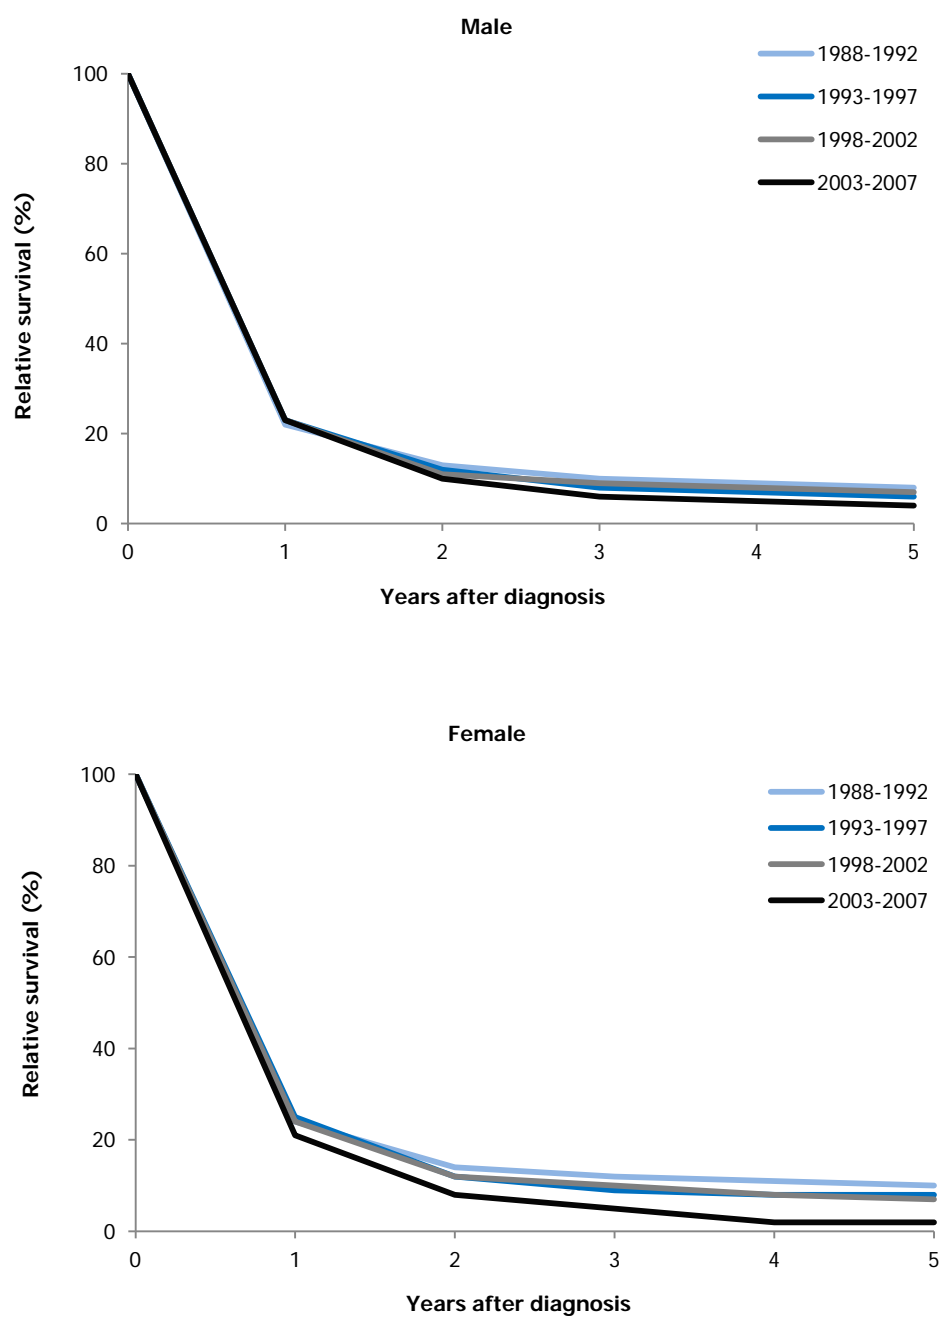 Male
1988-1992
1993-1997
1998-2002
2003-2007
100
80
60
40
20
0
Relative survival (%)
0 1 2 3 4 5
Years after diagnosis
Female
1988-1992
1993-1997
1998-2002
2003-2007
100
80
60
40
20
0
Relative survival (%)
0 1 2 3 4 5
Years after diagnosis